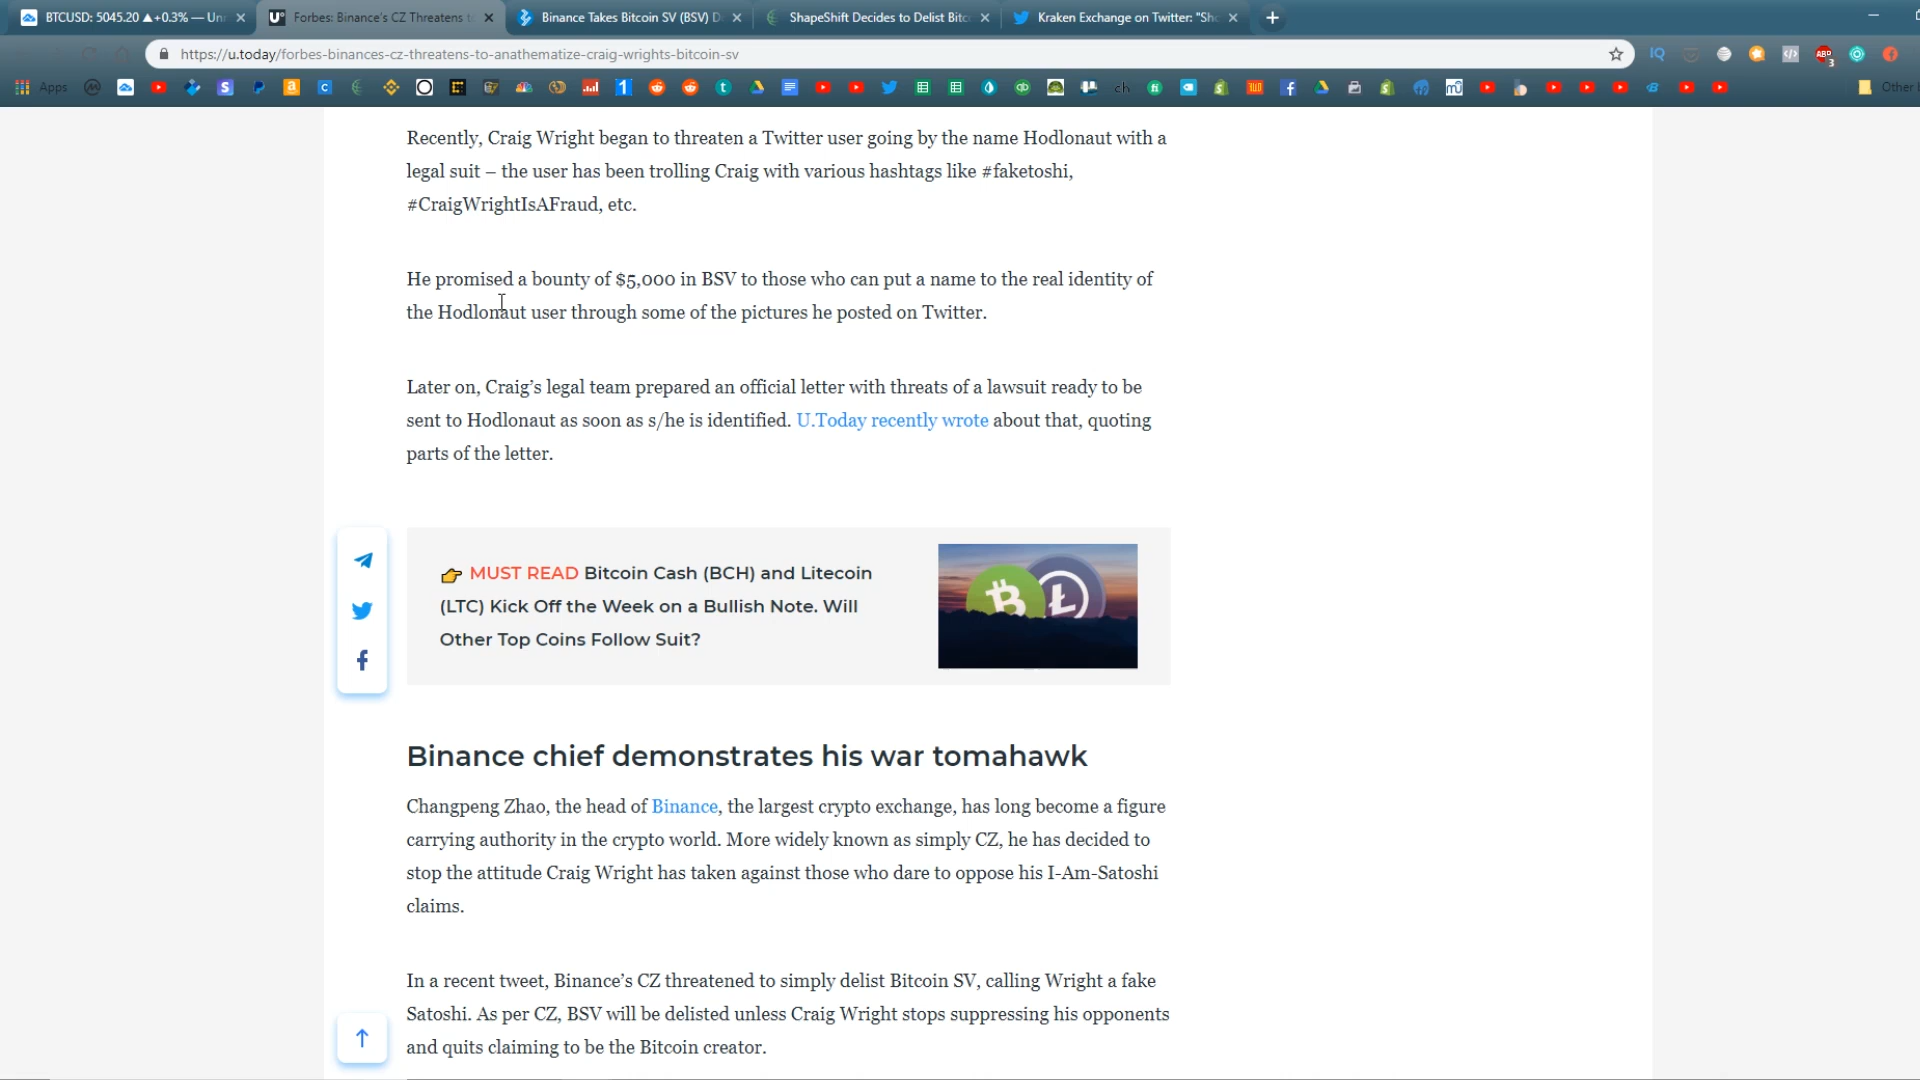 BTCUSD: 5045.20 ▲+0.3% — Un
Forbes: Binance's CZ Threatens t
Binance Takes Bitcoin SV (BSV) D
ShapeShift Decides to Delist Bitc
Kraken Exchange on Twitter: "Sh
https://u.today/forbes-binances-cz-threatens-to-anathematize-craig-wrights-bitcoin-sv
Apps
Other
Recently, Craig Wright began to threaten a Twitter user going by the name Hodlonaut with a
legal suit – the user has been trolling Craig with various hashtags like #faketoshi,
#CraigWrightIsAFraud, etc.
He promised a bounty of $5,000 in BSV to those who can put a name to the real identity of
the Hodlonaut user through some of the pictures he posted on Twitter.
Later on, Craig’s legal team prepared an official letter with threats of a lawsuit ready to be
sent to Hodlonaut as soon as s/he is identified. U.Today recently wrote about that, quoting
parts of the letter.
👉 MUST READ Bitcoin Cash (BCH) and Litecoin
(LTC) Kick Off the Week on a Bullish Note. Will
Other Top Coins Follow Suit?
Binance chief demonstrates his war tomahawk
Changpeng Zhao, the head of Binance, the largest crypto exchange, has long become a figure
carrying authority in the crypto world. More widely known as simply CZ, he has decided to
stop the attitude Craig Wright has taken against those who dare to oppose his I-Am-Satoshi
claims.
In a recent tweet, Binance’s CZ threatened to simply delist Bitcoin SV, calling Wright a fake
Satoshi. As per CZ, BSV will be delisted unless Craig Wright stops suppressing his opponents
and quits claiming to be the Bitcoin creator.